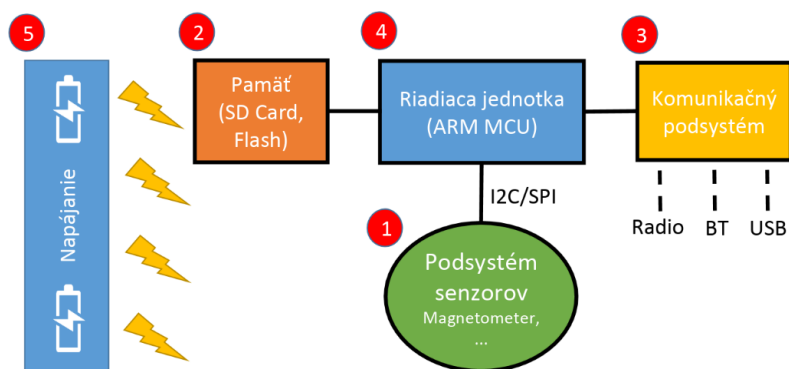 5
2
4
3
Pamäť
(SD Card,
Flash)
Riadiaca jednotka
(ARM MCU)
Komunikačný
podsystém
Napájanie
I2C/SPI
Radio
BT
USB
1
Podsystém
senzorov
Magnetometer,
...